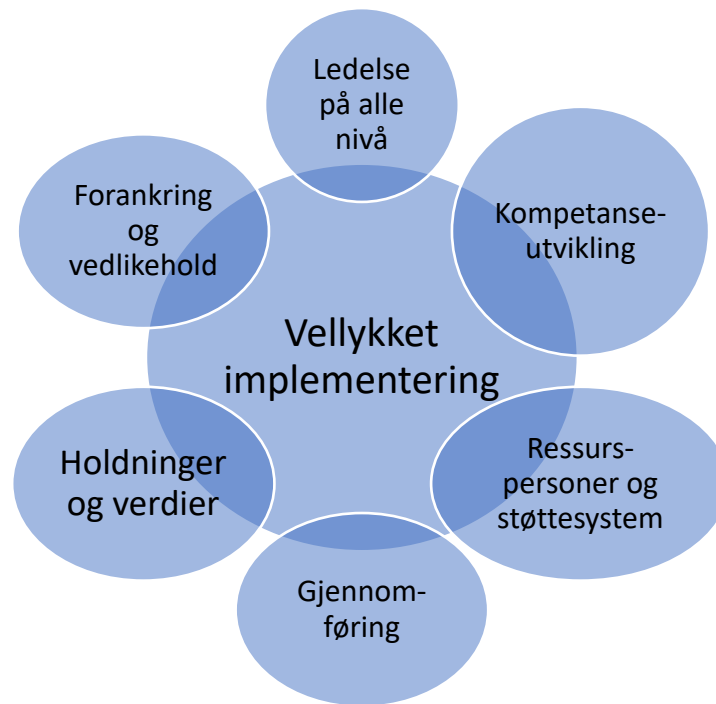 Ledelse
på alle
nivå
Kompetanse-
utvikling
Ressurs-
personer og
støttesystem
Gjennom-
føring
Holdninger
og verdier
Forankring
og
vedlikehold
Vellykket
implementering